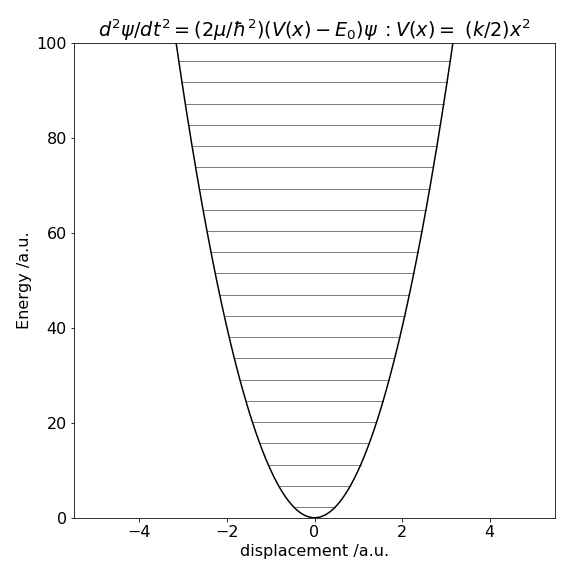 d²ψ/dt² = (2μ/ħ²)(V(x) − E₀)ψ : V(x) = (k/2)x²
100
80
60
40
20
0
Energy /a.u.
−4 −2 0 2 4
displacement /a.u.